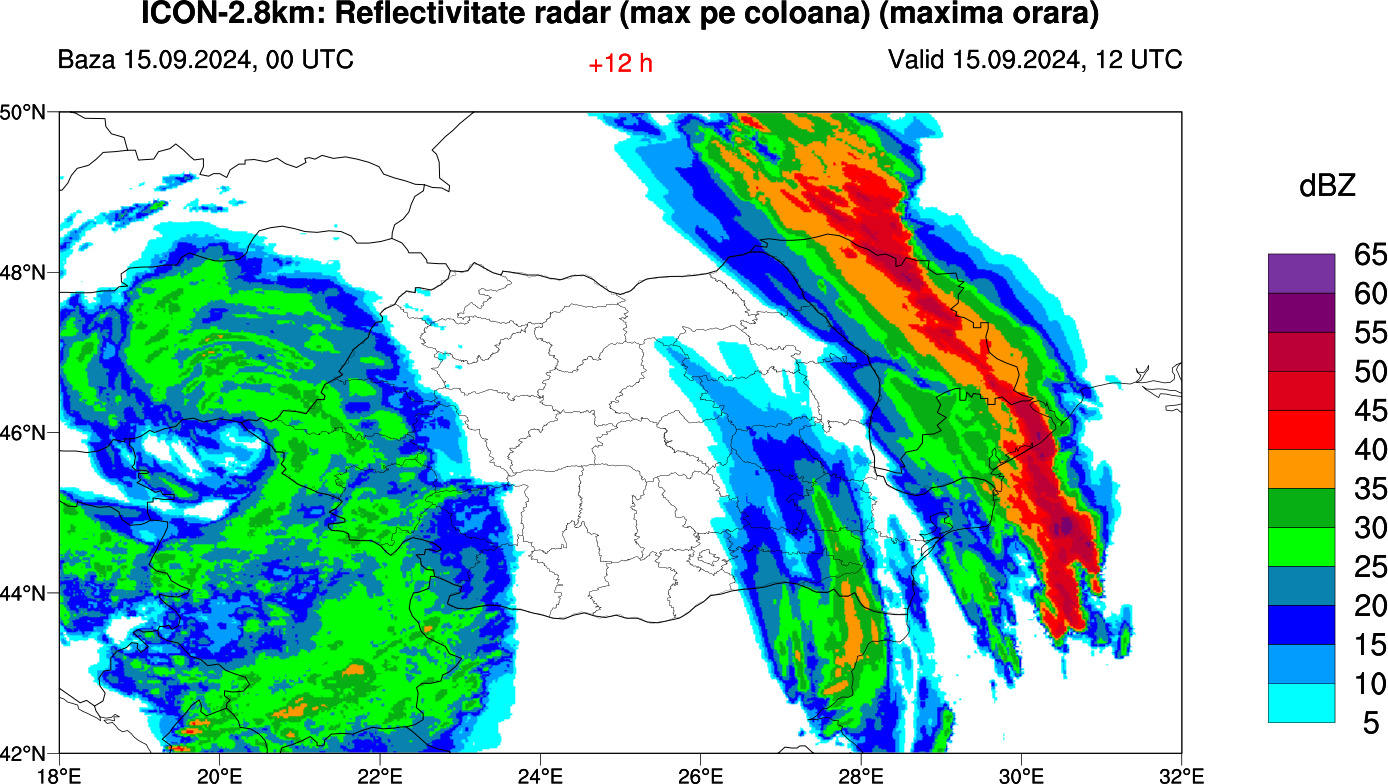 ICON-2.8km: Reflectivitate radar (max pe coloana) (maxima orara)
Baza 15.09.2024, 00 UTC
+12 h
Valid 15.09.2024, 12 UTC
50°N
48°N
46°N
44°N
42°N
18°E
20°E
22°E
24°E
26°E
28°E
30°E
32°E
dBZ
65
60
55
50
45
40
35
30
25
20
15
10
5